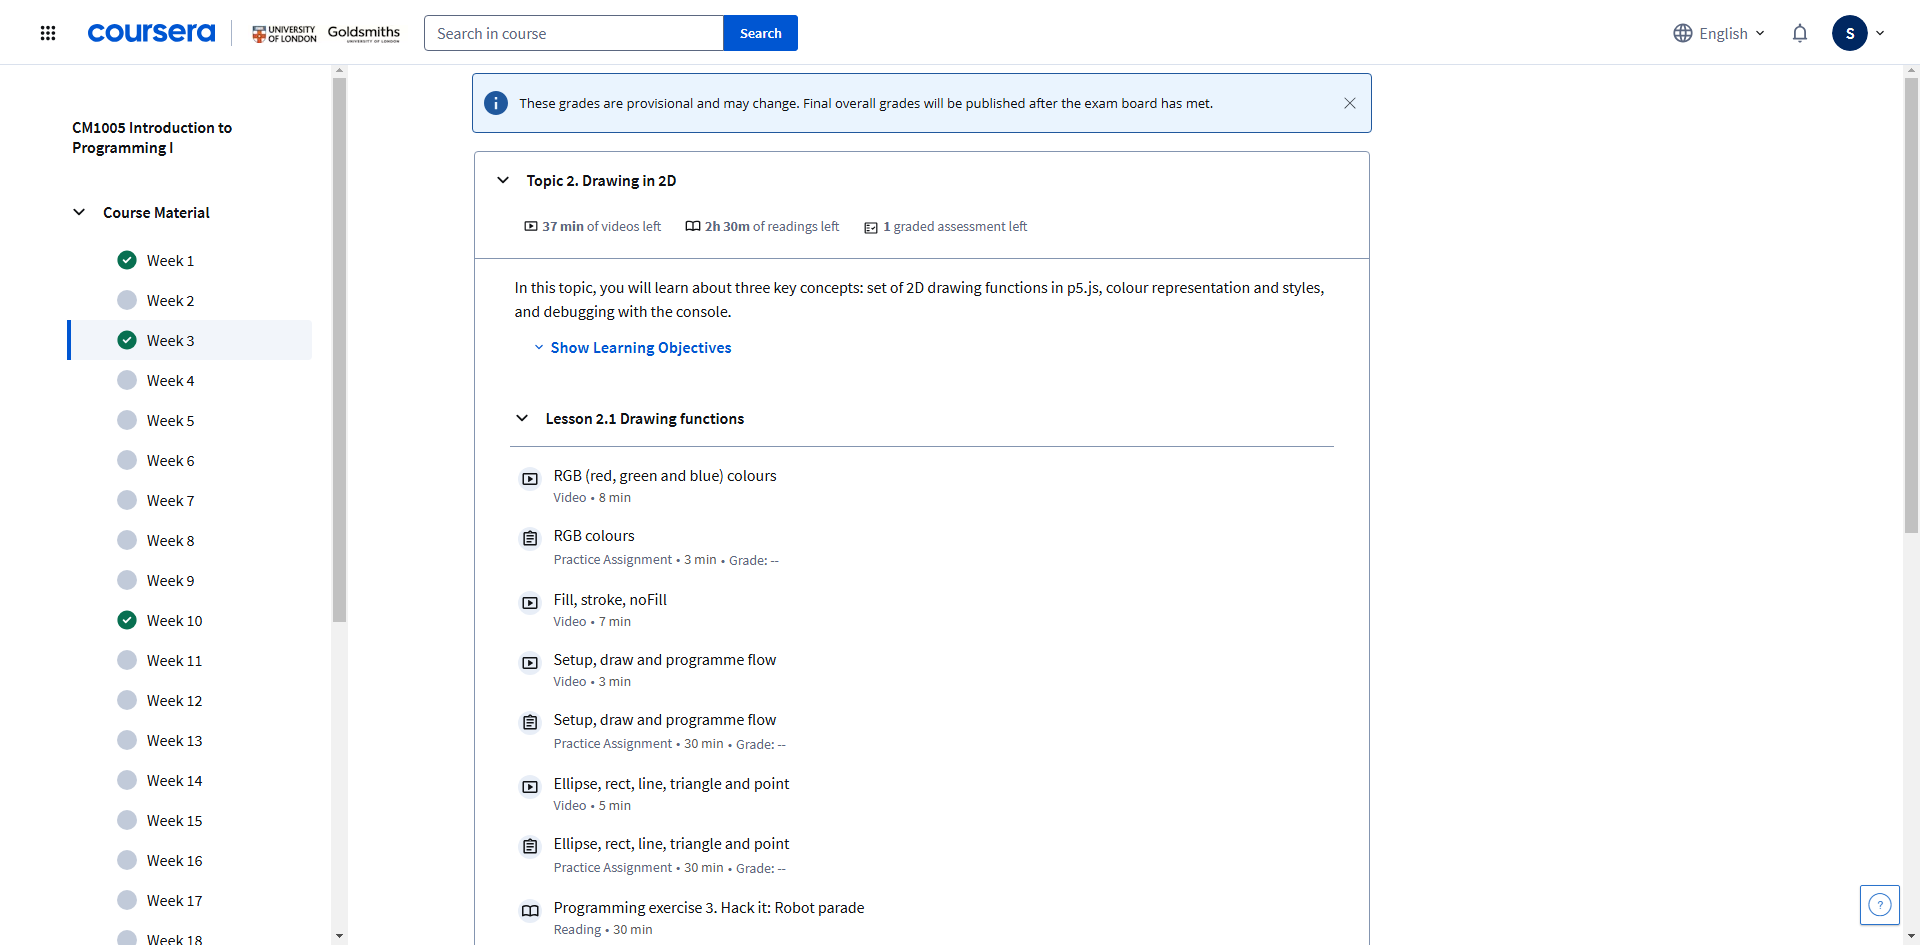 coursera
UNIVERSITY
OF LONDON
Goldsmiths
UNIVERSITY OF LONDON
Search in course
Search
English
S
CM1005 Introduction to
Programming I
Course Material
Week 1
Week 2
Week 3
Week 4
Week 5
Week 6
Week 7
Week 8
Week 9
Week 10
Week 11
Week 12
Week 13
Week 14
Week 15
Week 16
Week 17
Week 18
These grades are provisional and may change. Final overall grades will be published after the exam board has met.
Topic 2. Drawing in 2D
37 min of videos left
2h 30m of readings left
1 graded assessment left
In this topic, you will learn about three key concepts: set of 2D drawing functions in p5.js, colour representation and styles,
and debugging with the console.
Show Learning Objectives
Lesson 2.1 Drawing functions
RGB (red, green and blue) colours
Video • 8 min
RGB colours
Practice Assignment • 3 min • Grade: --
Fill, stroke, noFill
Video • 7 min
Setup, draw and programme flow
Video • 3 min
Setup, draw and programme flow
Practice Assignment • 30 min • Grade: --
Ellipse, rect, line, triangle and point
Video • 5 min
Ellipse, rect, line, triangle and point
Practice Assignment • 30 min • Grade: --
Programming exercise 3. Hack it: Robot parade
Reading • 30 min
?